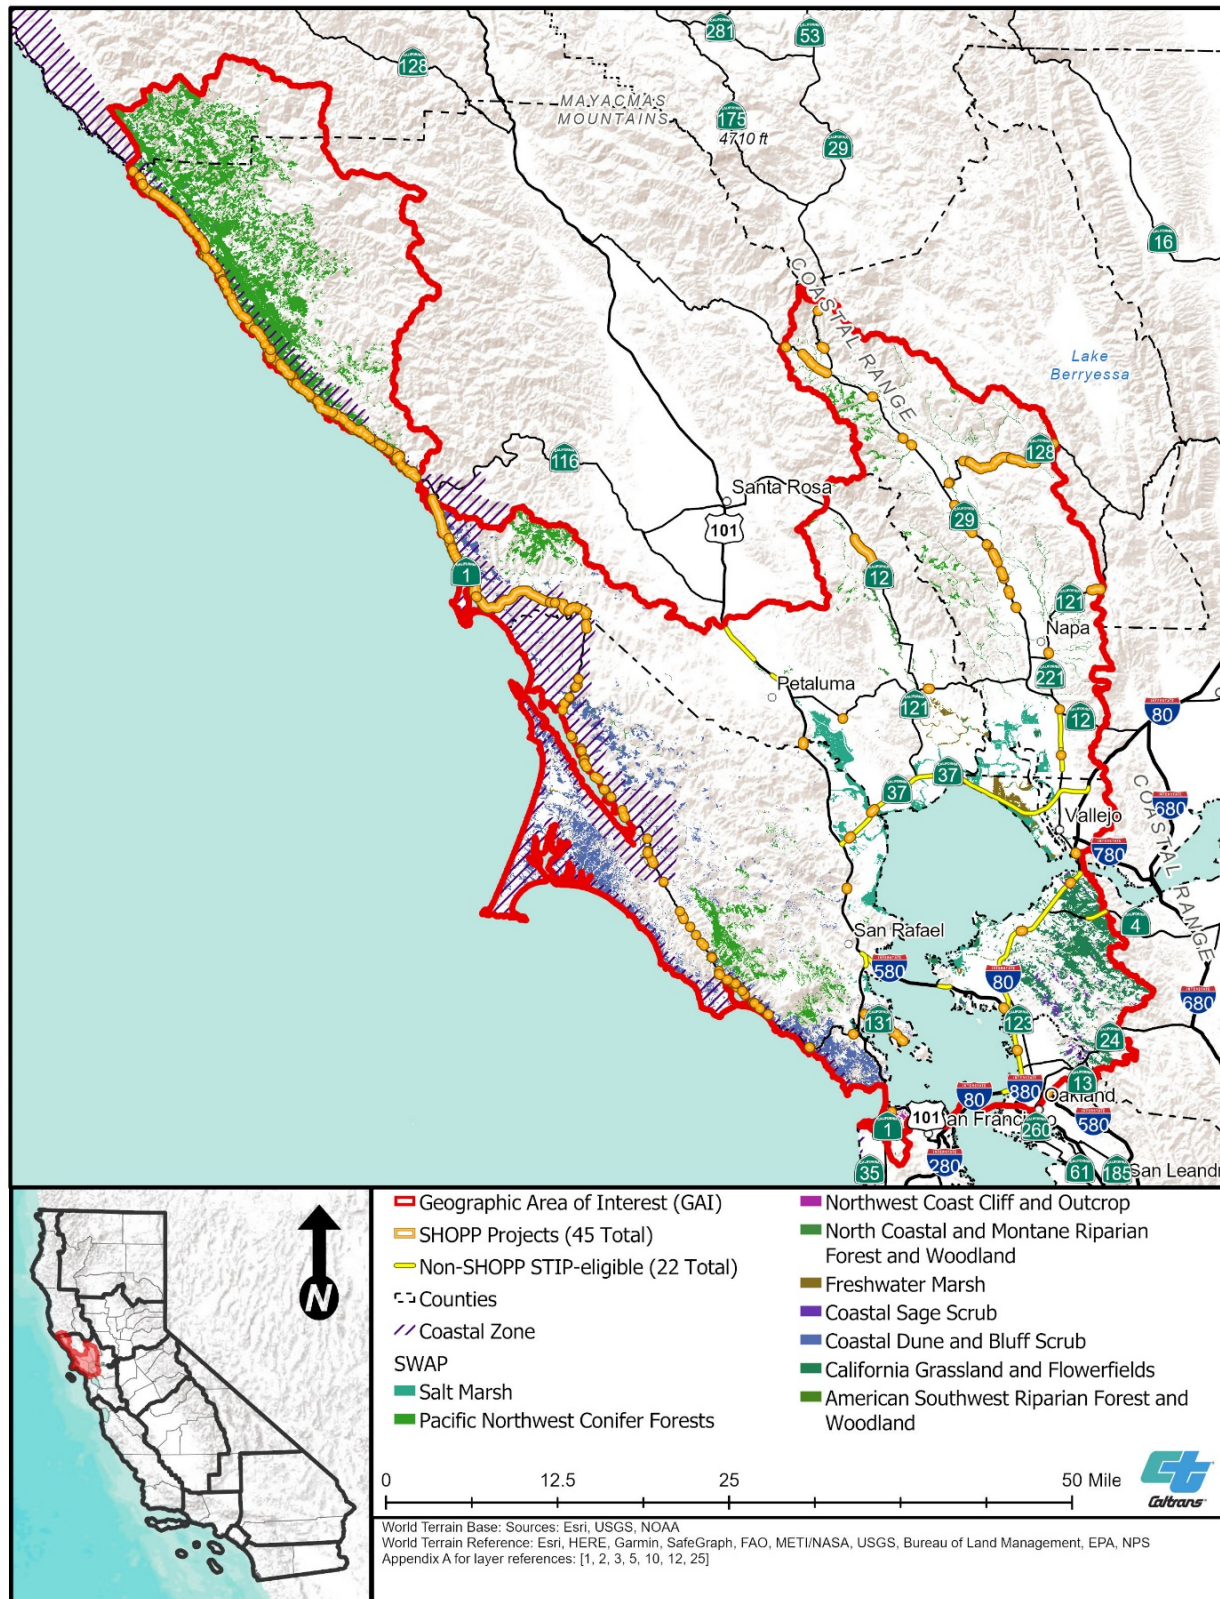 281
53
128
MAYACMAS
MOUNTAINS
CALIFORNIA
175
4710 ft
29
16
COASTAL RANGE
Lake
Berryessa
116
128
Santa Rosa
101
29
1
12
121
Napa
221
Petaluma
121
12
80
37
37
680
COASTAL RANGE
Vallejo
780
San Rafael
4
580
80
680
131
123
24
13
80
880
Oakland
1
101
an Franci
o
260
580
35
280
61
185
San Leandr
Geographic Area of Interest (GAI)
SHOPP Projects (45 Total)
Non-SHOPP STIP-eligible (22 Total)
Counties
Coastal Zone
SWAP
Salt Marsh
Pacific Northwest Conifer Forests
Northwest Coast Cliff and Outcrop
North Coastal and Montane Riparian
Forest and Woodland
Freshwater Marsh
Coastal Sage Scrub
Coastal Dune and Bluff Scrub
California Grassland and Flowerfields
American Southwest Riparian Forest and
Woodland
N
0 12.5 25 50 Mile
Caltrans
World Terrain Base: Sources: Esri, USGS, NOAA
World Terrain Reference: Esri, HERE, Garmin, SafeGraph, FAO, METI/NASA, USGS, Bureau of Land Management, EPA, NPS
Appendix A for layer references: [1, 2, 3, 5, 10, 12, 25]